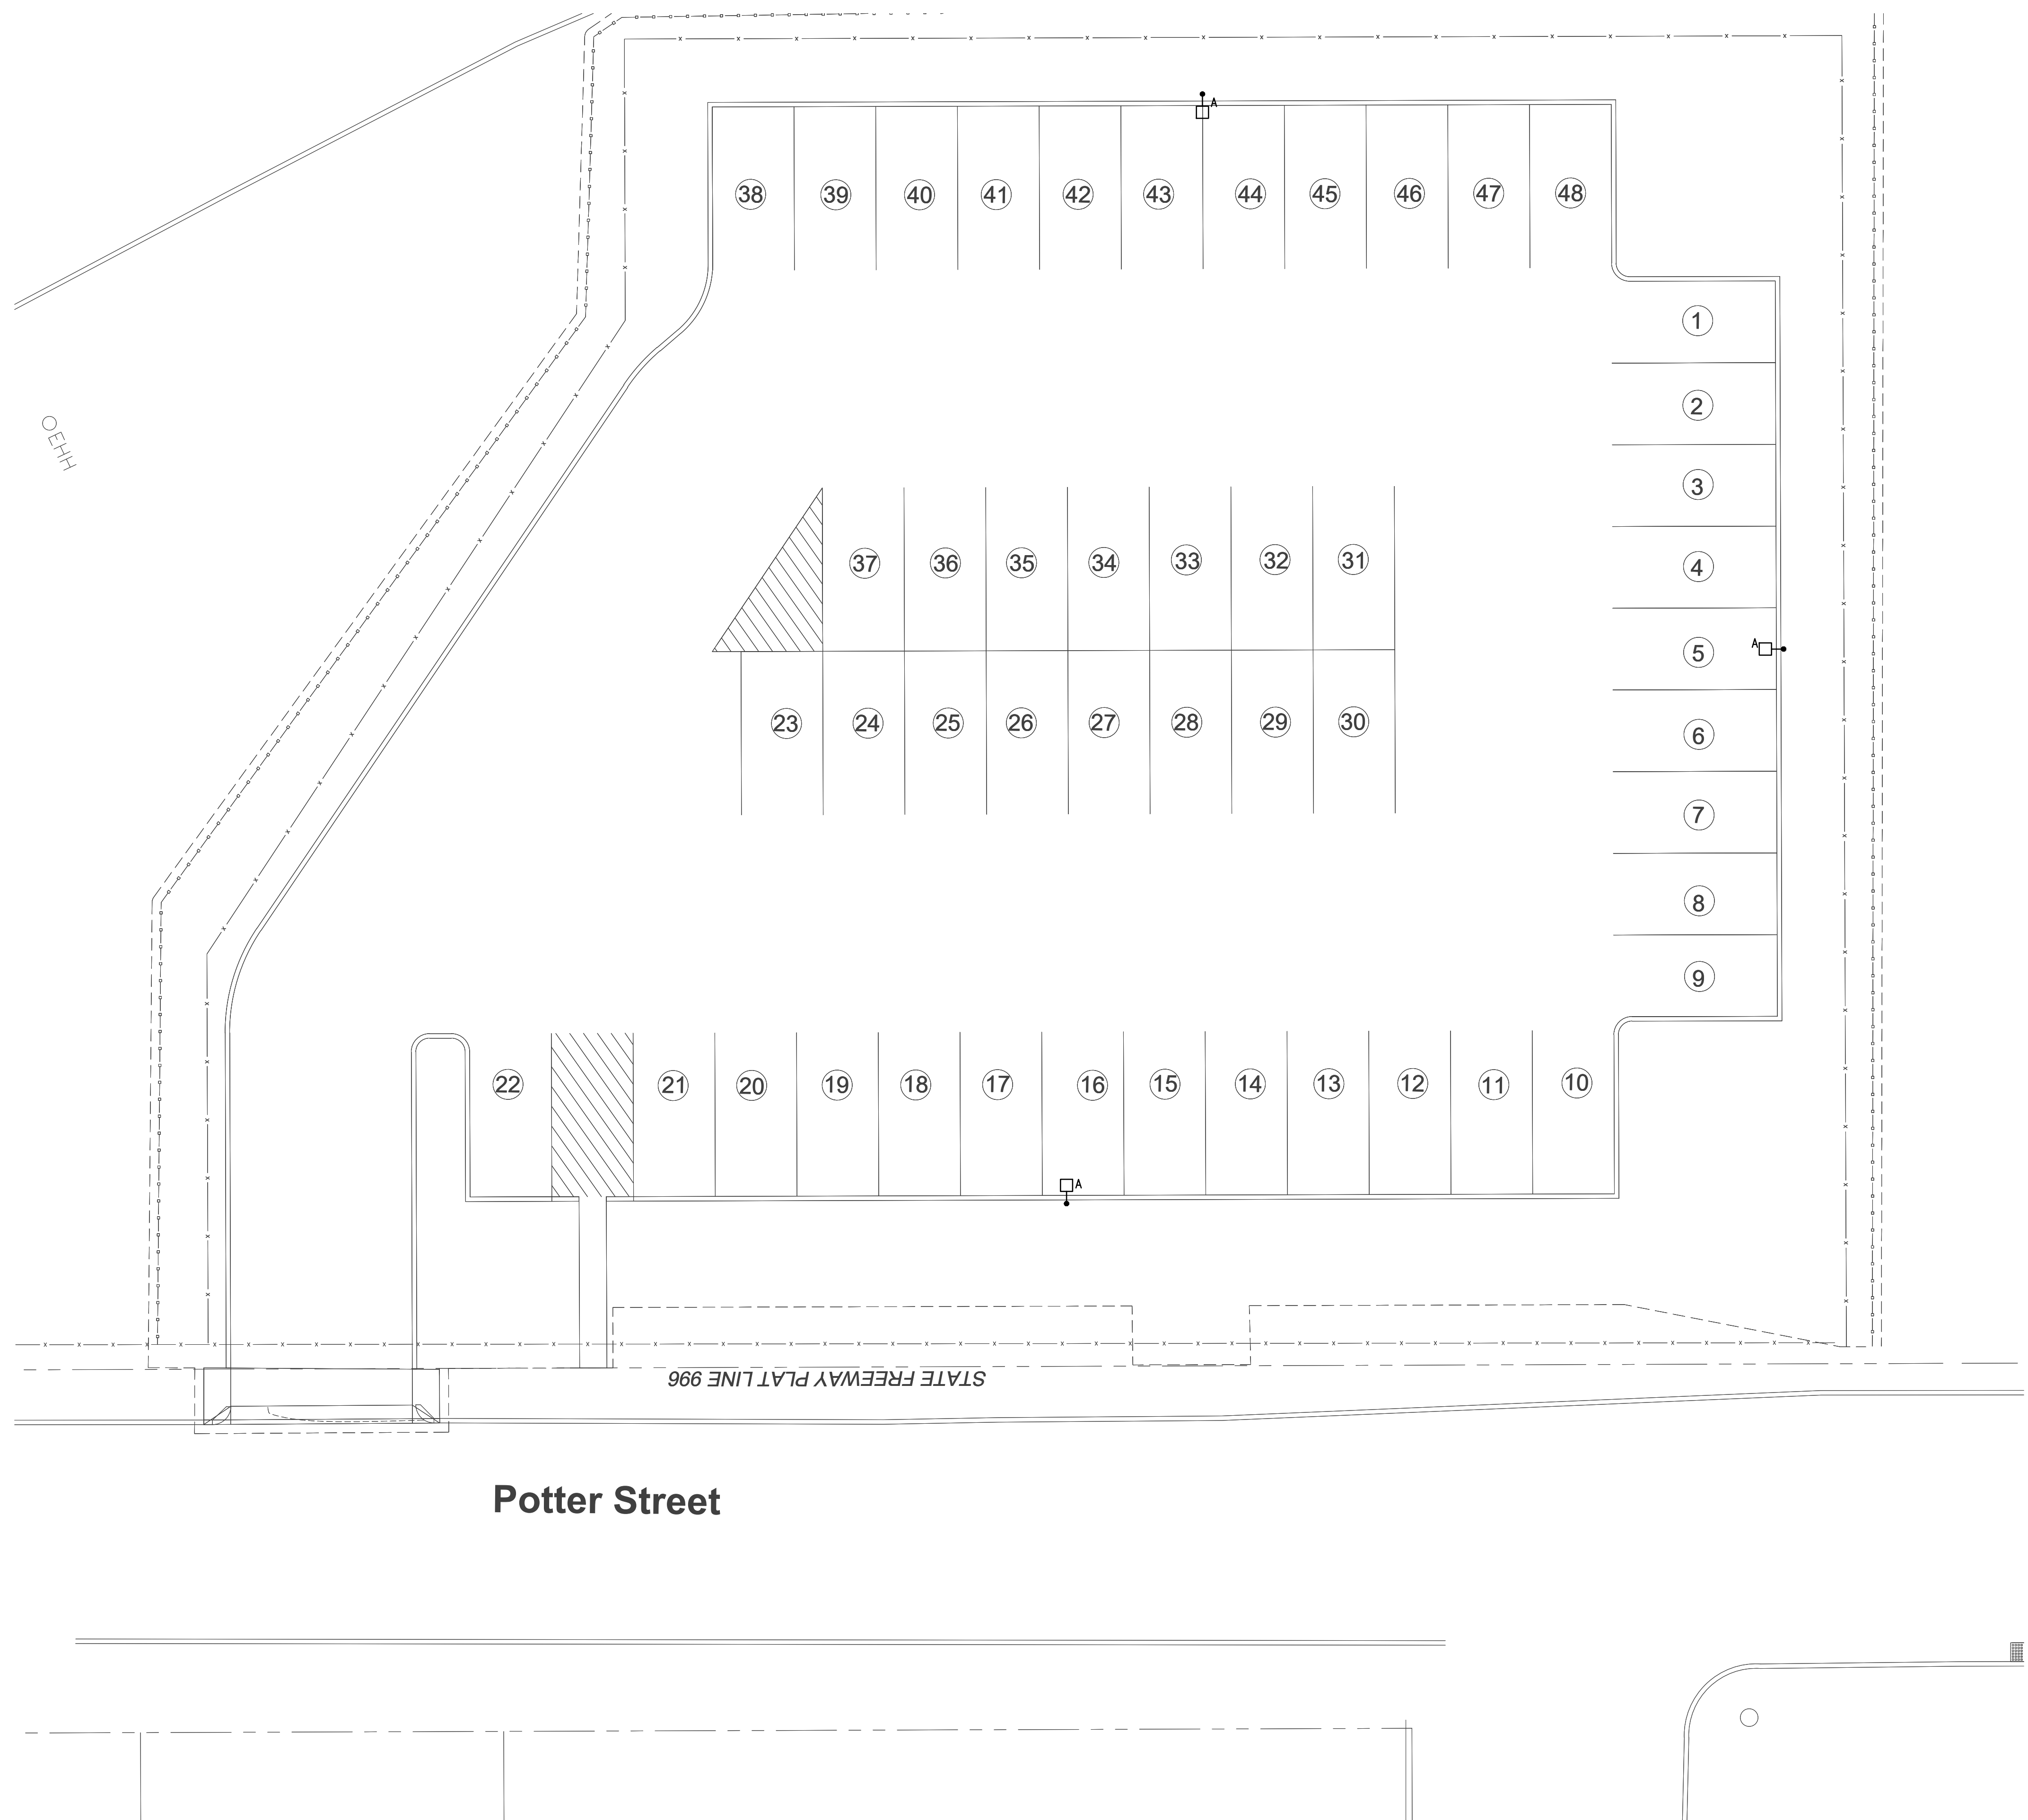 A
38 39 40 41 42 43 44 45 46 47 48
1
2
EHH
3
37 36 35 34 33 32 31
4
A
5
23 24 25 26 27 28 29 30
6
7
8
9
22 21 20 19 18 17 16 15 14 13 12 11 10
A
STATE FREEWAY PLAT LINE 996
Potter Street